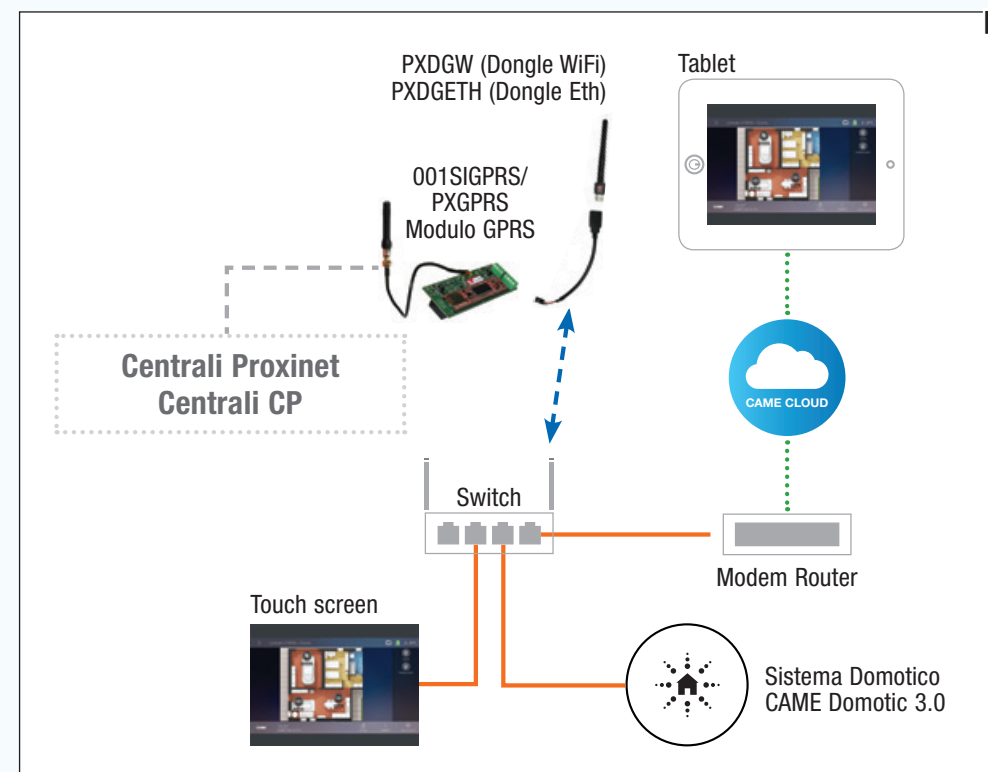 PXDGW (Dongle WiFi)
PXDGETH (Dongle Eth)
Tablet
001SIGPRS/
PXGPRS
Modulo GPRS
Centrali Proxinet
Centrali CP
CAME CLOUD
Switch
Modem Router
Touch screen
Sistema Domotico
CAME Domotic 3.0